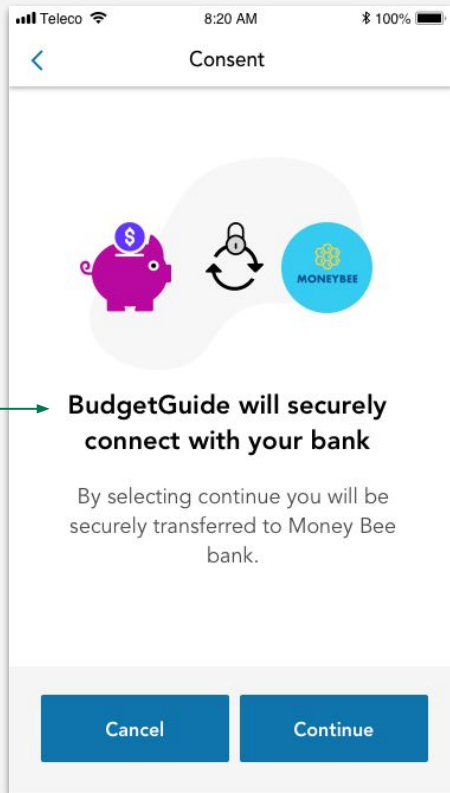 Teleco 8:20 AM 100%
Consent
$
MONEYBEE
BudgetGuide will securely
connect with your bank
By selecting continue you will be
securely transferred to Money Bee
bank.
Cancel Continue